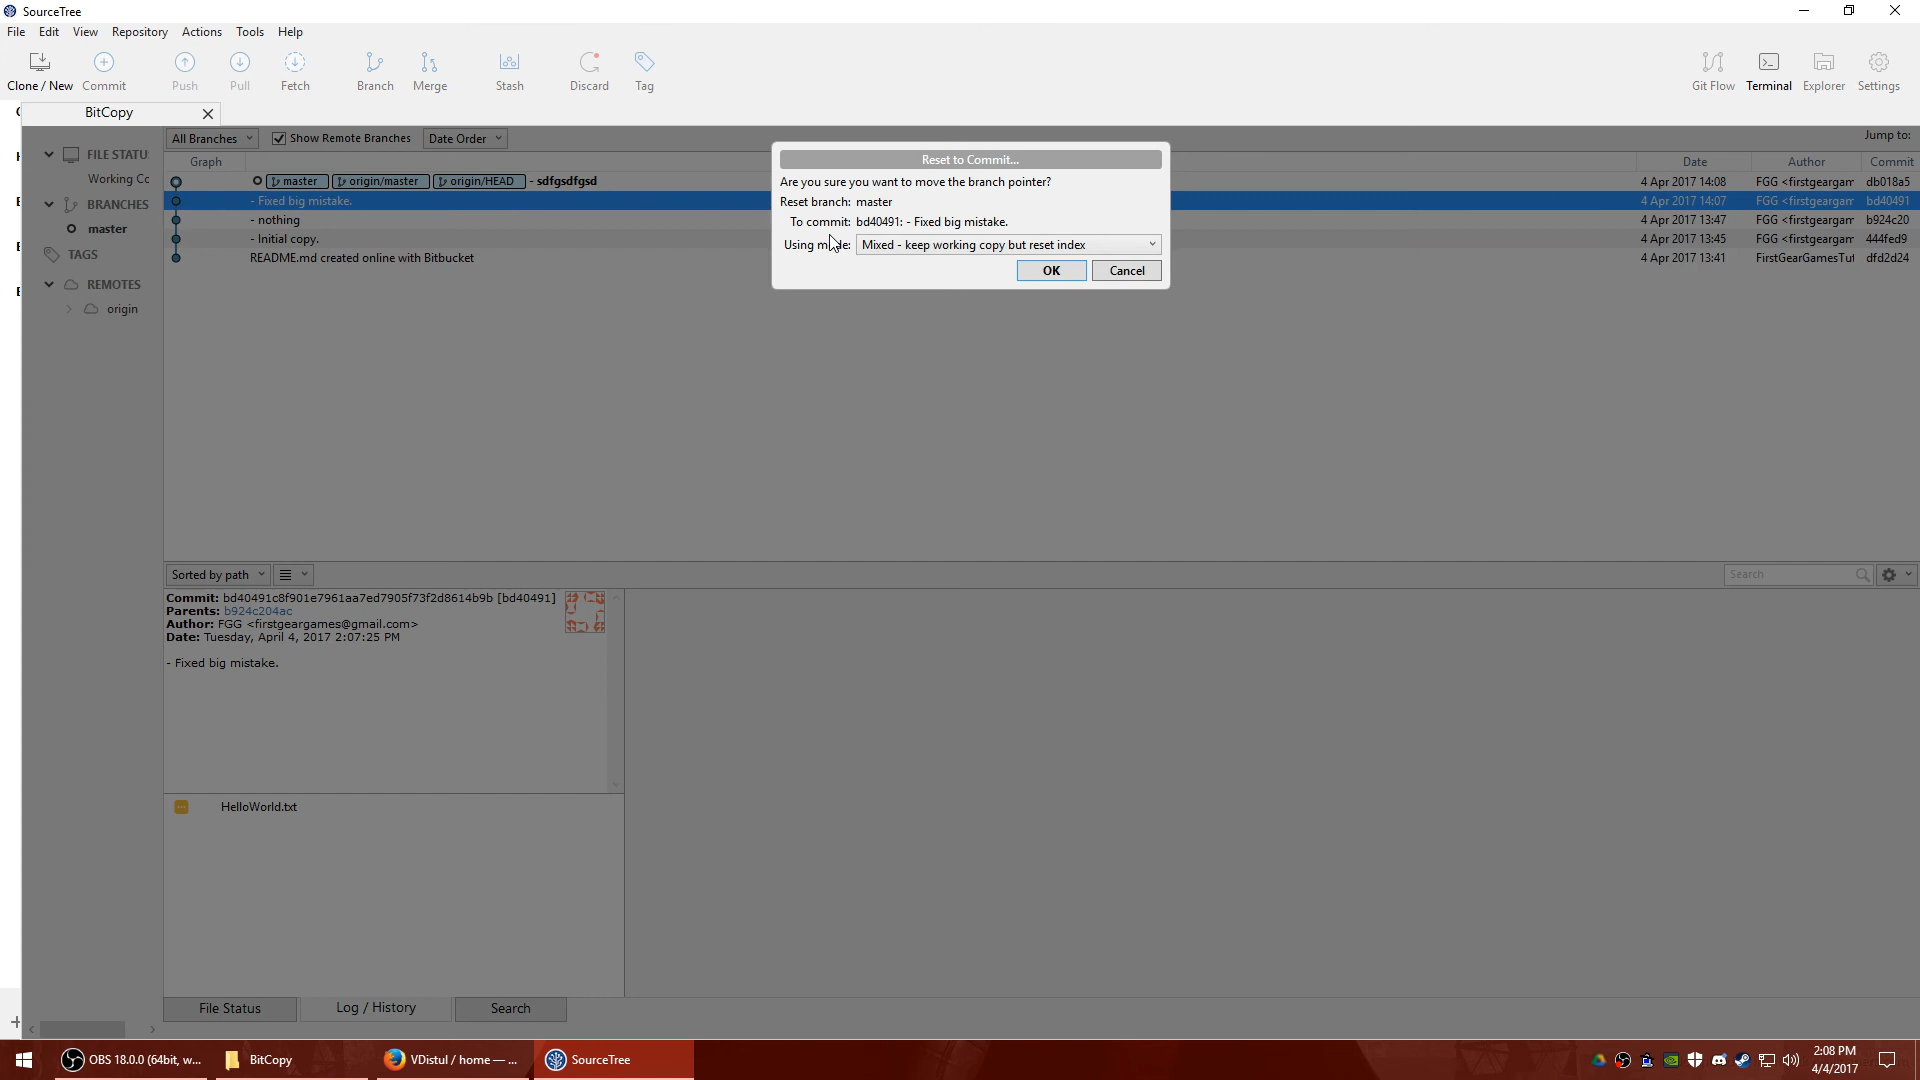 SourceTree
File Edit View Repository Actions Tools Help
Clone / New Commit Push Pull Fetch Branch Merge Stash Discard Tag Git Flow Terminal Explorer Settings
BitCopy
All Branches Show Remote Branches Date Order Jump to:
Graph Date Author Commit
master origin/master origin/HEAD - sdfgsdfgsd 4 Apr 2017 14:08 FGG <firstgeargam db018a5
- Fixed big mistake. 4 Apr 2017 14:07 FGG <firstgeargam bd40491
- nothing 4 Apr 2017 13:47 FGG <firstgeargam b924c20
- Initial copy. 4 Apr 2017 13:45 FGG <firstgeargam 444fed9
README.md created online with Bitbucket 4 Apr 2017 13:41 FirstGearGamesTut dfd2d24
FILE STATU
Working Cc
BRANCHES
master
TAGS
REMOTES
origin
Reset to Commit...
Are you sure you want to move the branch pointer?
Reset branch: master
To commit: bd40491: - Fixed big mistake.
Using mode: Mixed - keep working copy but reset index
OK Cancel
Sorted by path Search
Commit: bd40491c8f901e7961aa7ed7905f73f2d8614b9b [bd40491]
Parents: b924c204ac
Author: FGG <firstgeargames@gmail.com>
Date: Tuesday, April 4, 2017 2:07:25 PM
- Fixed big mistake.
HelloWorld.txt
File Status Log / History Search
OBS 18.0.0 (64bit, w... BitCopy VDistul / home — ... SourceTree
2:08 PM
4/4/2017